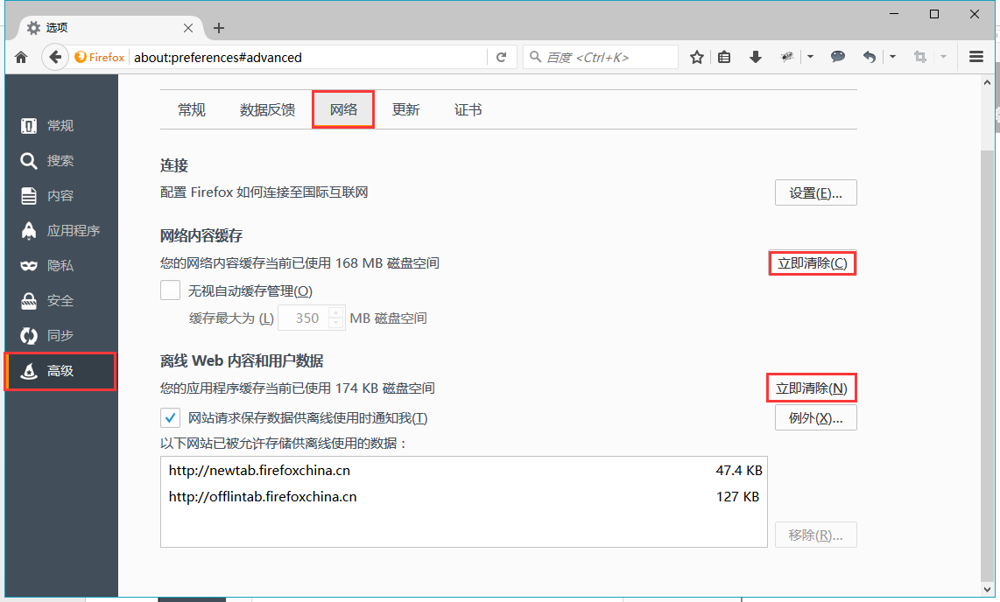 选项
Firefox about:preferences#advanced
百度 <Ctrl+K>
常规
搜索
内容
应用程序
隐私
安全
同步
高级
常规 数据反馈 网络 更新 证书
连接
配置 Firefox 如何连接至国际互联网 设置(E)...
网络内容缓存
您的网络内容缓存当前已使用 168 MB 磁盘空间 立即清除(C)
无视自动缓存管理(O)
缓存最大为 (L) 350 MB 磁盘空间
离线 Web 内容和用户数据
您的应用程序缓存当前已使用 174 KB 磁盘空间 立即清除(N)
网站请求保存数据供离线使用时通知我(T) 例外(X)...
以下网站已被允许存储供离线使用的数据：
http://newtab.firefoxchina.cn 47.4 KB
http://offlintab.firefoxchina.cn 127 KB
移除(R)...